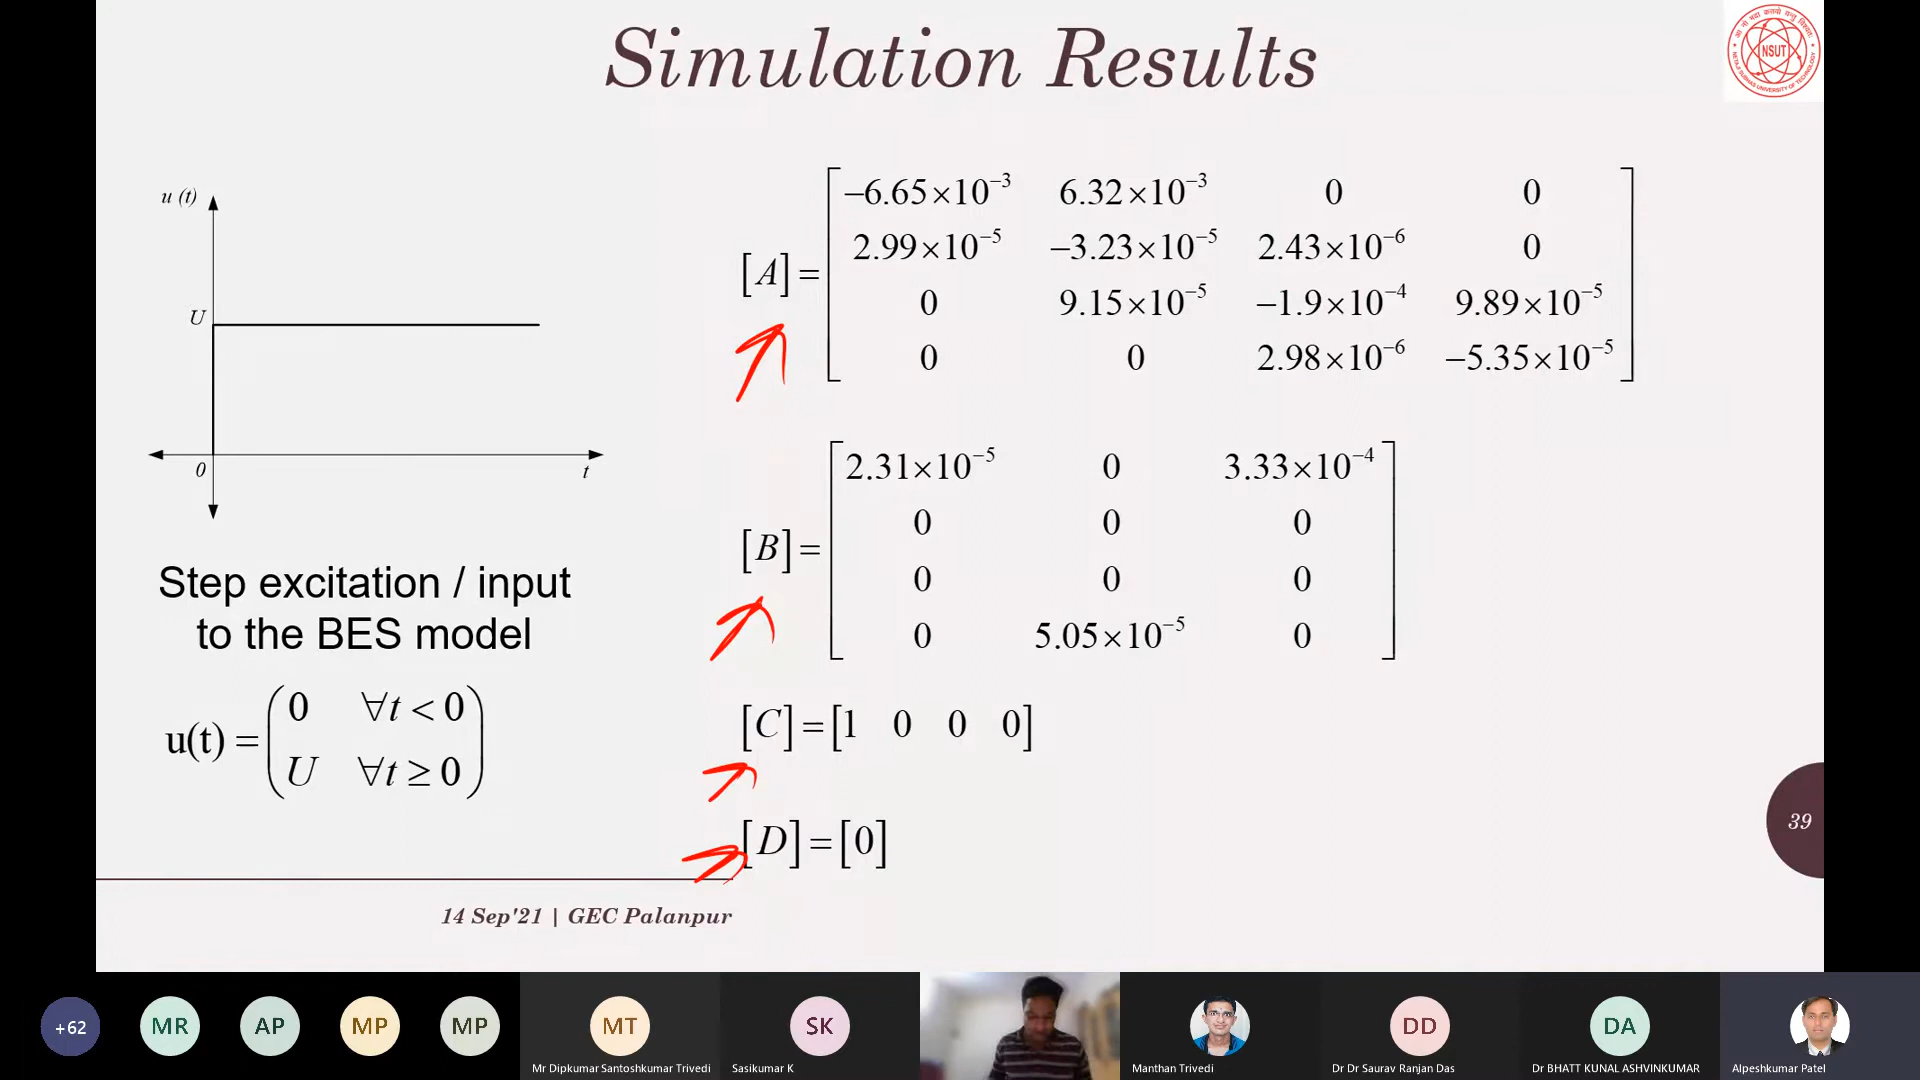 Simulation Results
NSUT
NETAJI SUBHAS UNIVERSITY OF TECHNOLOGY
u (t)
U
0
t
Step excitation / input
to the BES model
u(t) = (0 ∀t < 0
U ∀t ≥ 0)
[A] = [−6.65×10⁻³ 6.32×10⁻³ 0 0
2.99×10⁻⁵ −3.23×10⁻⁵ 2.43×10⁻⁶ 0
0 9.15×10⁻⁵ −1.9×10⁻⁴ 9.89×10⁻⁵
0 0 2.98×10⁻⁶ −5.35×10⁻⁵]
[B] = [2.31×10⁻⁵ 0 3.33×10⁻⁴
0 0 0
0 0 0
0 5.05×10⁻⁵ 0]
[C] = [1 0 0 0]
[D] = [0]
39
14 Sep'21 | GEC Palanpur
+62
MR
AP
MP
MP
MT
SK
DD
DA
Mr Dipkumar Santoshkumar Trivedi
Sasikumar K
Manthan Trivedi
Dr Dr Saurav Ranjan Das
Dr BHATT KUNAL ASHVINKUMAR
Alpeshkumar Patel